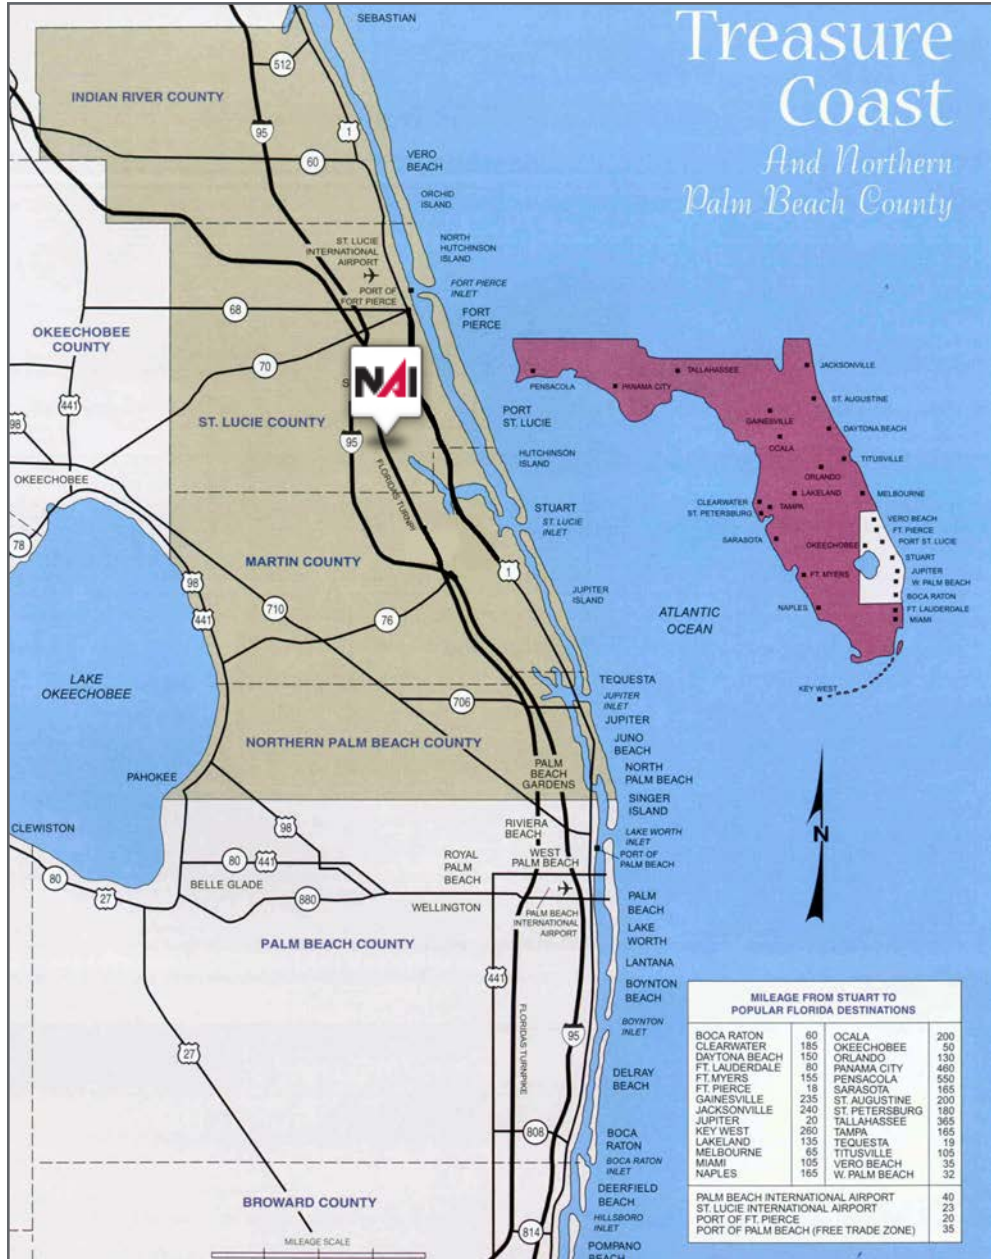 Treasure
Coast
And Northern
Palm Beach County
SEBASTIAN
512
INDIAN RIVER COUNTY
95
1
60
VERO
BEACH
ORCHID
ISLAND
ST. LUCIE
INTERNATIONAL
AIRPORT
NORTH
HUTCHINSON
ISLAND
PORT OF
FORT PIERCE
FORT PIERCE
INLET
68
FORT
PIERCE
OKEECHOBEE
COUNTY
70
NAI
S
441
98
ST. LUCIE COUNTY
95
PORT
ST. LUCIE
HUTCHINSON
ISLAND
OKEECHOBEE
FLORIDAS TURNPI
STUART
ST. LUCIE
INLET
78
MARTIN COUNTY
1
98
441
710
76
JUPITER
ISLAND
ATLANTIC
OCEAN
LAKE
OKEECHOBEE
TEQUESTA
JUPITER
INLET
706
JUPITER
NORTHERN PALM BEACH COUNTY
JUNO
BEACH
PAHOKEE
PALM
BEACH
GARDENS
NORTH
PALM BEACH
SINGER
ISLAND
CLEWISTON
98
RIVIERA
BEACH
LAKE WORTH
INLET
80
441
ROYAL
PALM
BEACH
WEST
PALM BEACH
PORT OF
PALM BEACH
80
27
BELLE GLADE
880
WELLINGTON
PALM BEACH
INTERNATIONAL
AIRPORT
PALM
BEACH
PALM BEACH COUNTY
LAKE
WORTH
LANTANA
441
BOYNTON
BEACH
FLORIDAS TURNPIKE
BOYNTON
INLET
95
27
DELRAY
BEACH
808
BOCA
RATON
BOCA RATON
INLET
BROWARD COUNTY
DEERFIELD
BEACH
HILLSBORO
INLET
814
MILEAGE SCALE
POMPANO
BEACH
PENSACOLA
PANAMA CITY
TALLAHASSEE
JACKSONVILLE
ST. AUGUSTINE
GAINESVILLE
DAYTONA BEACH
OCALA
TITUSVILLE
ORLANDO
LAKELAND
MELBOURNE
CLEARWATER
TAMPA
ST. PETERSBURG
VERO BEACH
FT. PIERCE
SARASOTA
PORT ST. LUCIE
OKEECHOBEE
STUART
JUPITER
FT. MYERS
W. PALM BEACH
BOCA RATON
NAPLES
FT. LAUDERDALE
MIAMI
KEY WEST
N
MILEAGE FROM STUART TO
POPULAR FLORIDA DESTINATIONS
BOCA RATON 60 OCALA 200
CLEARWATER 185 OKEECHOBEE 50
DAYTONA BEACH 150 ORLANDO 130
FT. LAUDERDALE 80 PANAMA CITY 460
FT. MYERS 155 PENSACOLA 550
FT. PIERCE 18 SARASOTA 165
GAINESVILLE 235 ST. AUGUSTINE 200
JACKSONVILLE 240 ST. PETERSBURG 180
JUPITER 20 TALLAHASSEE 365
KEY WEST 260 TAMPA 165
LAKELAND 135 TEQUESTA 19
MELBOURNE 65 TITUSVILLE 105
MIAMI 105 VERO BEACH 35
NAPLES 165 W. PALM BEACH 32
PALM BEACH INTERNATIONAL AIRPORT 40
ST. LUCIE INTERNATIONAL AIRPORT 23
PORT OF FT. PIERCE 20
PORT OF PALM BEACH (FREE TRADE ZONE) 35